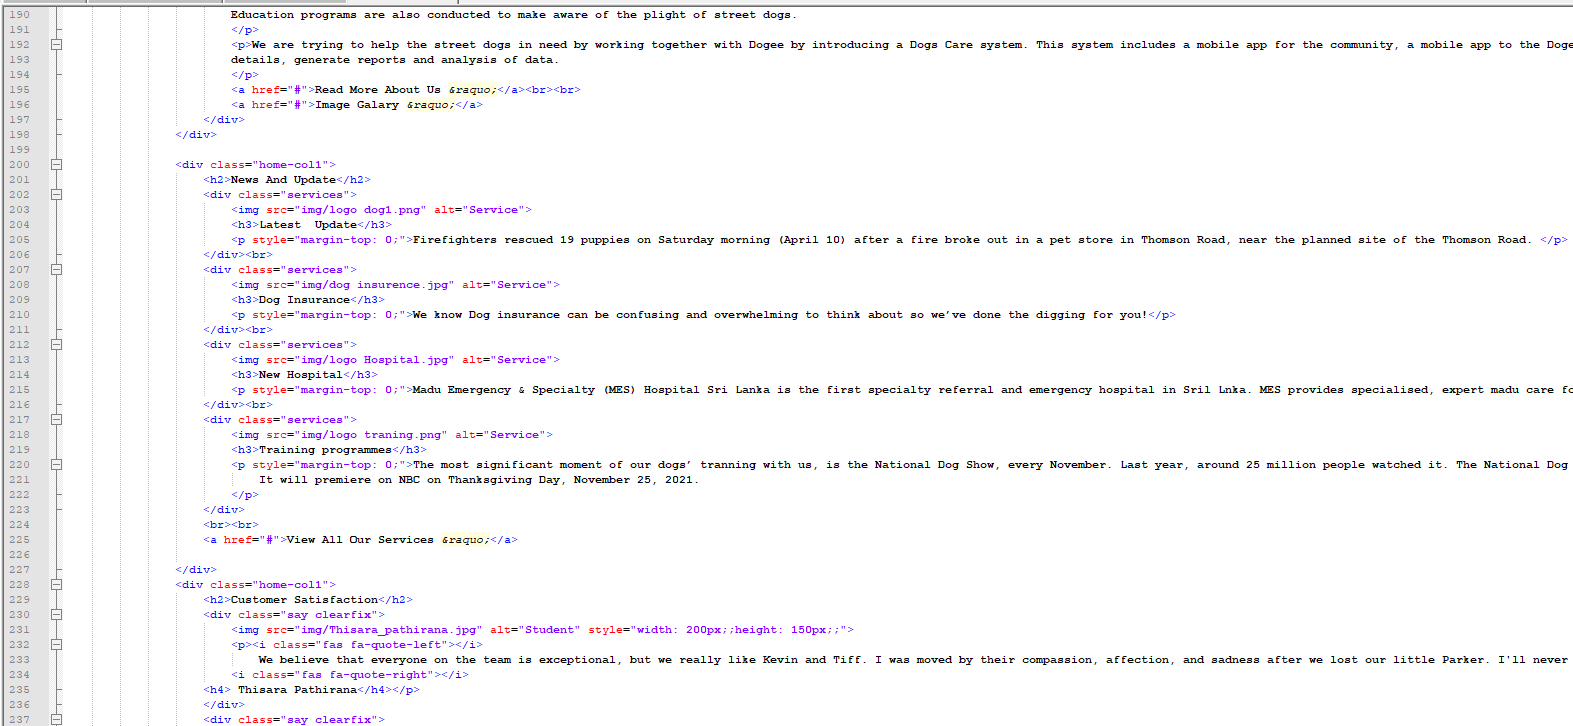 190 Education programs are also conducted to make aware of the plight of street dogs.
191 </p>
192 <p>We are trying to help the street dogs in need by working together with Dogee by introducing a Dogs Care system. This system includes a mobile app for the community, a mobile app to the Doge
193 details, generate reports and analysis of data.
194 </p>
195 <a href="#">Read More About Us &raquo;</a><br><br>
196 <a href="#">Image Galary &raquo;</a>
197 </div>
198 </div>
199
200 <div class="home-col1">
201 <h2>News And Update</h2>
202 <div class="services">
203 <img src="img/logo dog1.png" alt="Service">
204 <h3>Latest  Update</h3>
205 <p style="margin-top: 0;">Firefighters rescued 19 puppies on Saturday morning (April 10) after a fire broke out in a pet store in Thomson Road, near the planned site of the Thomson Road. </p>
206 </div><br>
207 <div class="services">
208 <img src="img/dog insurence.jpg" alt="Service">
209 <h3>Dog Insurance</h3>
210 <p style="margin-top: 0;">We know Dog insurance can be confusing and overwhelming to think about so we’ve done the digging for you!</p>
211 </div><br>
212 <div class="services">
213 <img src="img/logo Hospital.jpg" alt="Service">
214 <h3>New Hospital</h3>
215 <p style="margin-top: 0;">Madu Emergency & Specialty (MES) Hospital Sri Lanka is the first specialty referral and emergency hospital in Sril Lnka. MES provides specialised, expert madu care fo
216 </div><br>
217 <div class="services">
218 <img src="img/logo traning.png" alt="Service">
219 <h3>Training programmes</h3>
220 <p style="margin-top: 0;">The most significant moment of our dogs’ tranning with us, is the National Dog Show, every November. Last year, around 25 million people watched it. The National Dog
221 It will premiere on NBC on Thanksgiving Day, November 25, 2021.
222 </p>
223 </div>
224 <br><br>
225 <a href="#">View All Our Services &raquo;</a>
226
227 </div>
228 <div class="home-col1">
229 <h2>Customer Satisfaction</h2>
230 <div class="say clearfix">
231 <img src="img/Thisara_pathirana.jpg" alt="Student" style="width: 200px;;height: 150px;;">
232 <p><i class="fas fa-quote-left"></i>
233 We believe that everyone on the team is exceptional, but we really like Kevin and Tiff. I was moved by their compassion, affection, and sadness after we lost our little Parker. I'll never
234 <i class="fas fa-quote-right"></i>
235 <h4> Thisara Pathirana</h4></p>
236 </div>
237 <div class="say clearfix">